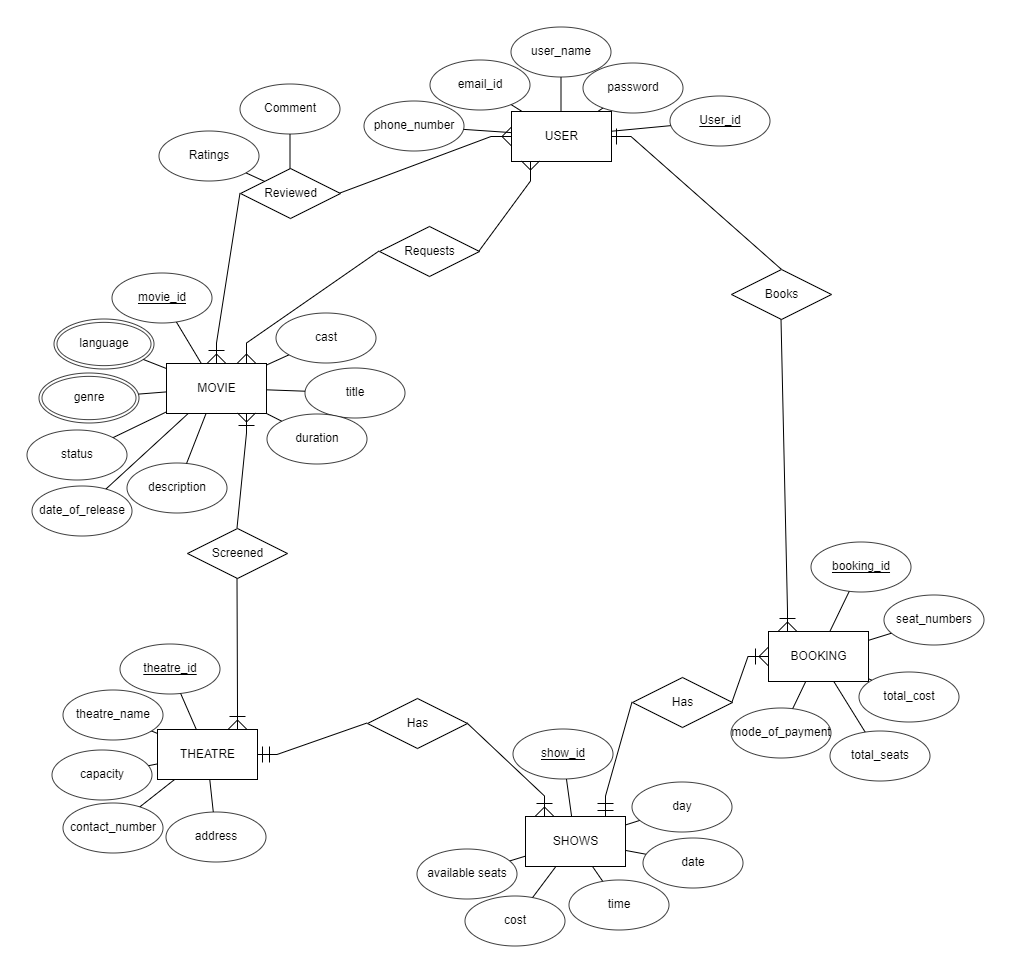 user_name
email_id
password
phone_number
User_id
USER
Comment
Ratings
Reviewed
Requests
Books
movie_id
language
cast
genre
MOVIE
title
status
duration
description
date_of_release
Screened
booking_id
seat_numbers
BOOKING
total_cost
mode_of_payment
total_seats
Has
theatre_id
theatre_name
THEATRE
capacity
contact_number
address
Has
show_id
day
SHOWS
date
available seats
time
cost